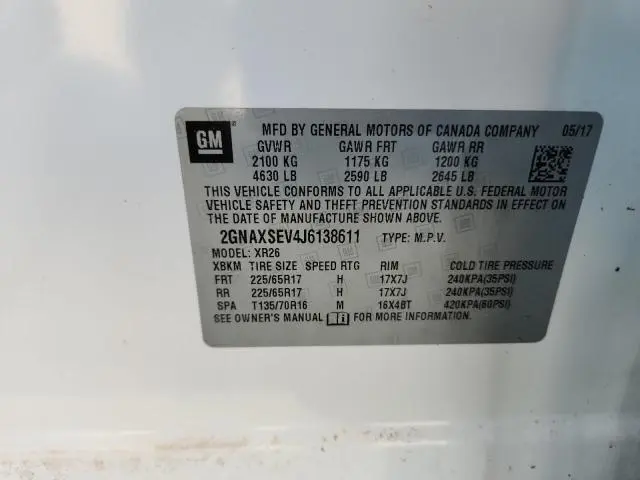 GM MFD BY GENERAL MOTORS OF CANADA COMPANY 05/17
GVWR GAWR FRT GAWR RR
2100 KG 1175 KG 1200 KG
4630 LB 2590 LB 2645 LB
THIS VEHICLE CONFORMS TO ALL APPLICABLE U.S. FEDERAL MOTOR
VEHICLE SAFETY AND THEFT PREVENTION STANDARDS IN EFFECT ON
THE DATE OF MANUFACTURE SHOWN ABOVE.
2GNAXSEV4J6138611 TYPE: M.P.V.
MODEL: XR26
XBKM TIRE SIZE SPEED RTG RIM COLD TIRE PRESSURE
FRT 225/65R17 H 17X7J 240KPA(35PSI)
RR 225/65R17 H 17X7J 240KPA(35PSI)
SPA T135/70R16 M 16X4BT 420KPA(60PSI)
SEE OWNER'S MANUAL FOR MORE INFORMATION.